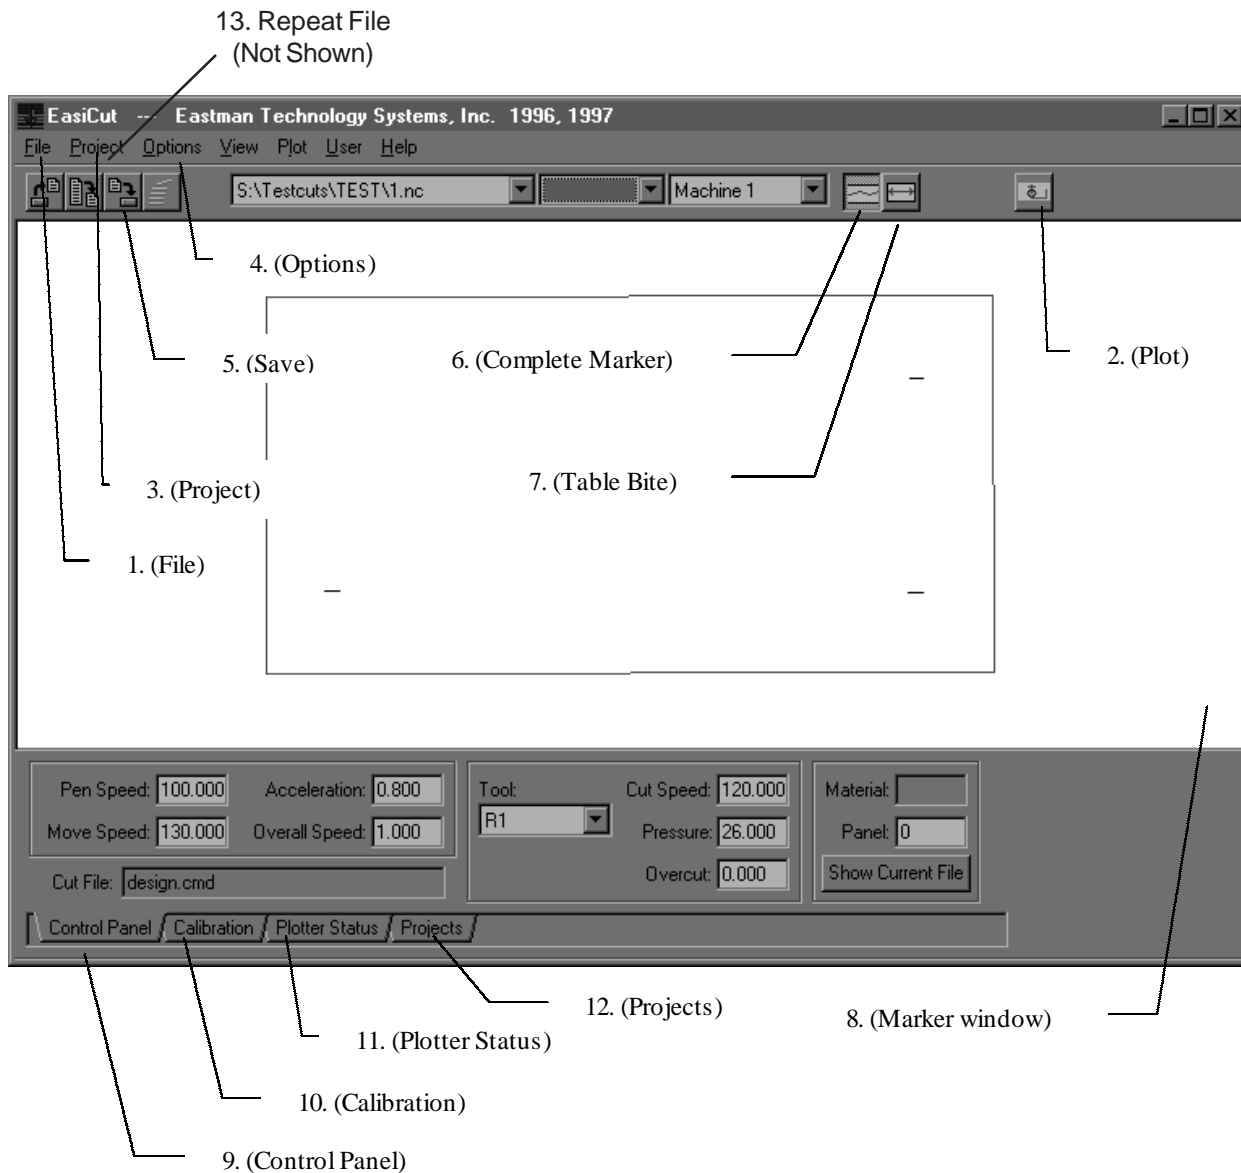 13. Repeat File
(Not Shown)
EasiCut --- Eastman Technology Systems, Inc. 1996, 1997
File Project Options View Plot User Help
S:\Testcuts\TEST\1.nc Machine 1
4. (Options)
5. (Save)
6. (Complete Marker)
2. (Plot)
3. (Project)
7. (Table Bite)
1. (File)
Pen Speed: 100.000 Acceleration: 0.800
Move Speed: 130.000 Overall Speed: 1.000
Cut File: design.cmd
Tool:
R1
Cut Speed: 120.000
Pressure: 26.000
Overcut: 0.000
Material:
Panel: 0
Show Current File
Control Panel Calibration Plotter Status Projects
12. (Projects)
8. (Marker window)
11. (Plotter Status)
10. (Calibration)
9. (Control Panel)